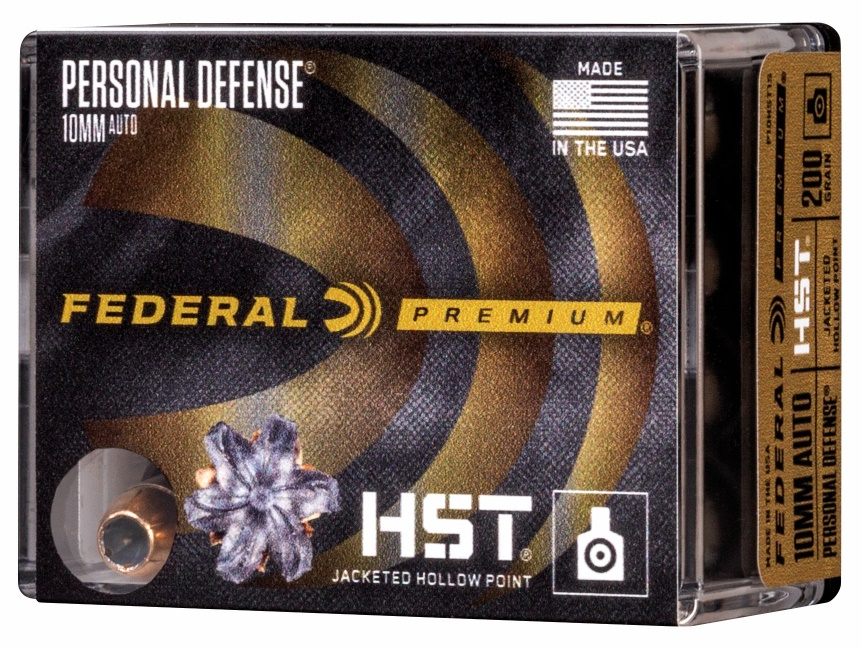 PERSONAL DEFENSE®
10MM AUTO
MADE
IN THE USA
FEDERAL PREMIUM®
HST®
JACKETED HOLLOW POINT
P10HST1S
200
GRAIN
FEDERAL PREMIUM®
HST®
JACKETED
HOLLOW POINT
MADE IN THE USA
10MM AUTO
PERSONAL DEFENSE®